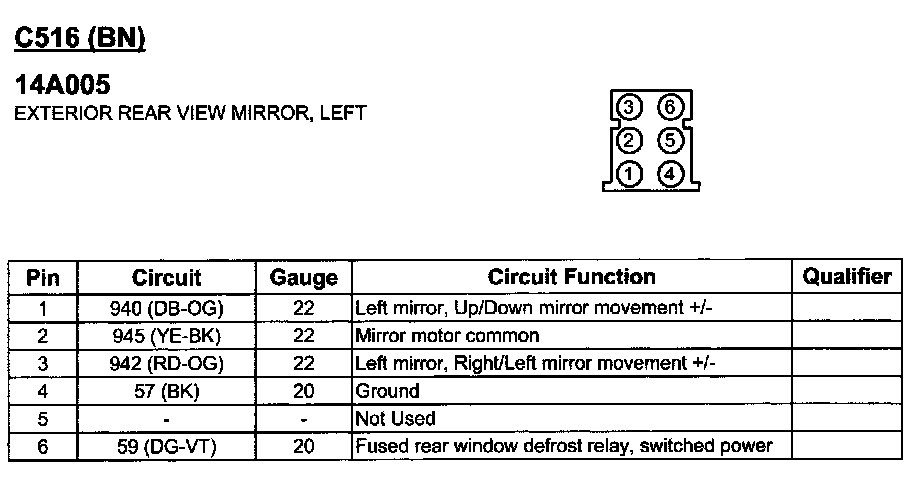 C516 (BN)
14A005
EXTERIOR REAR VIEW MIRROR, LEFT
3 6
2 5
1 4
Pin Circuit Gauge Circuit Function Qualifier
1 940 (DB-OG) 22 Left mirror, Up/Down mirror movement +/-
2 945 (YE-BK) 22 Mirror motor common
3 942 (RD-OG) 22 Left mirror, Right/Left mirror movement +/-
4 57 (BK) 20 Ground
5 - - Not Used
6 59 (DG-VT) 20 Fused rear window defrost relay, switched power